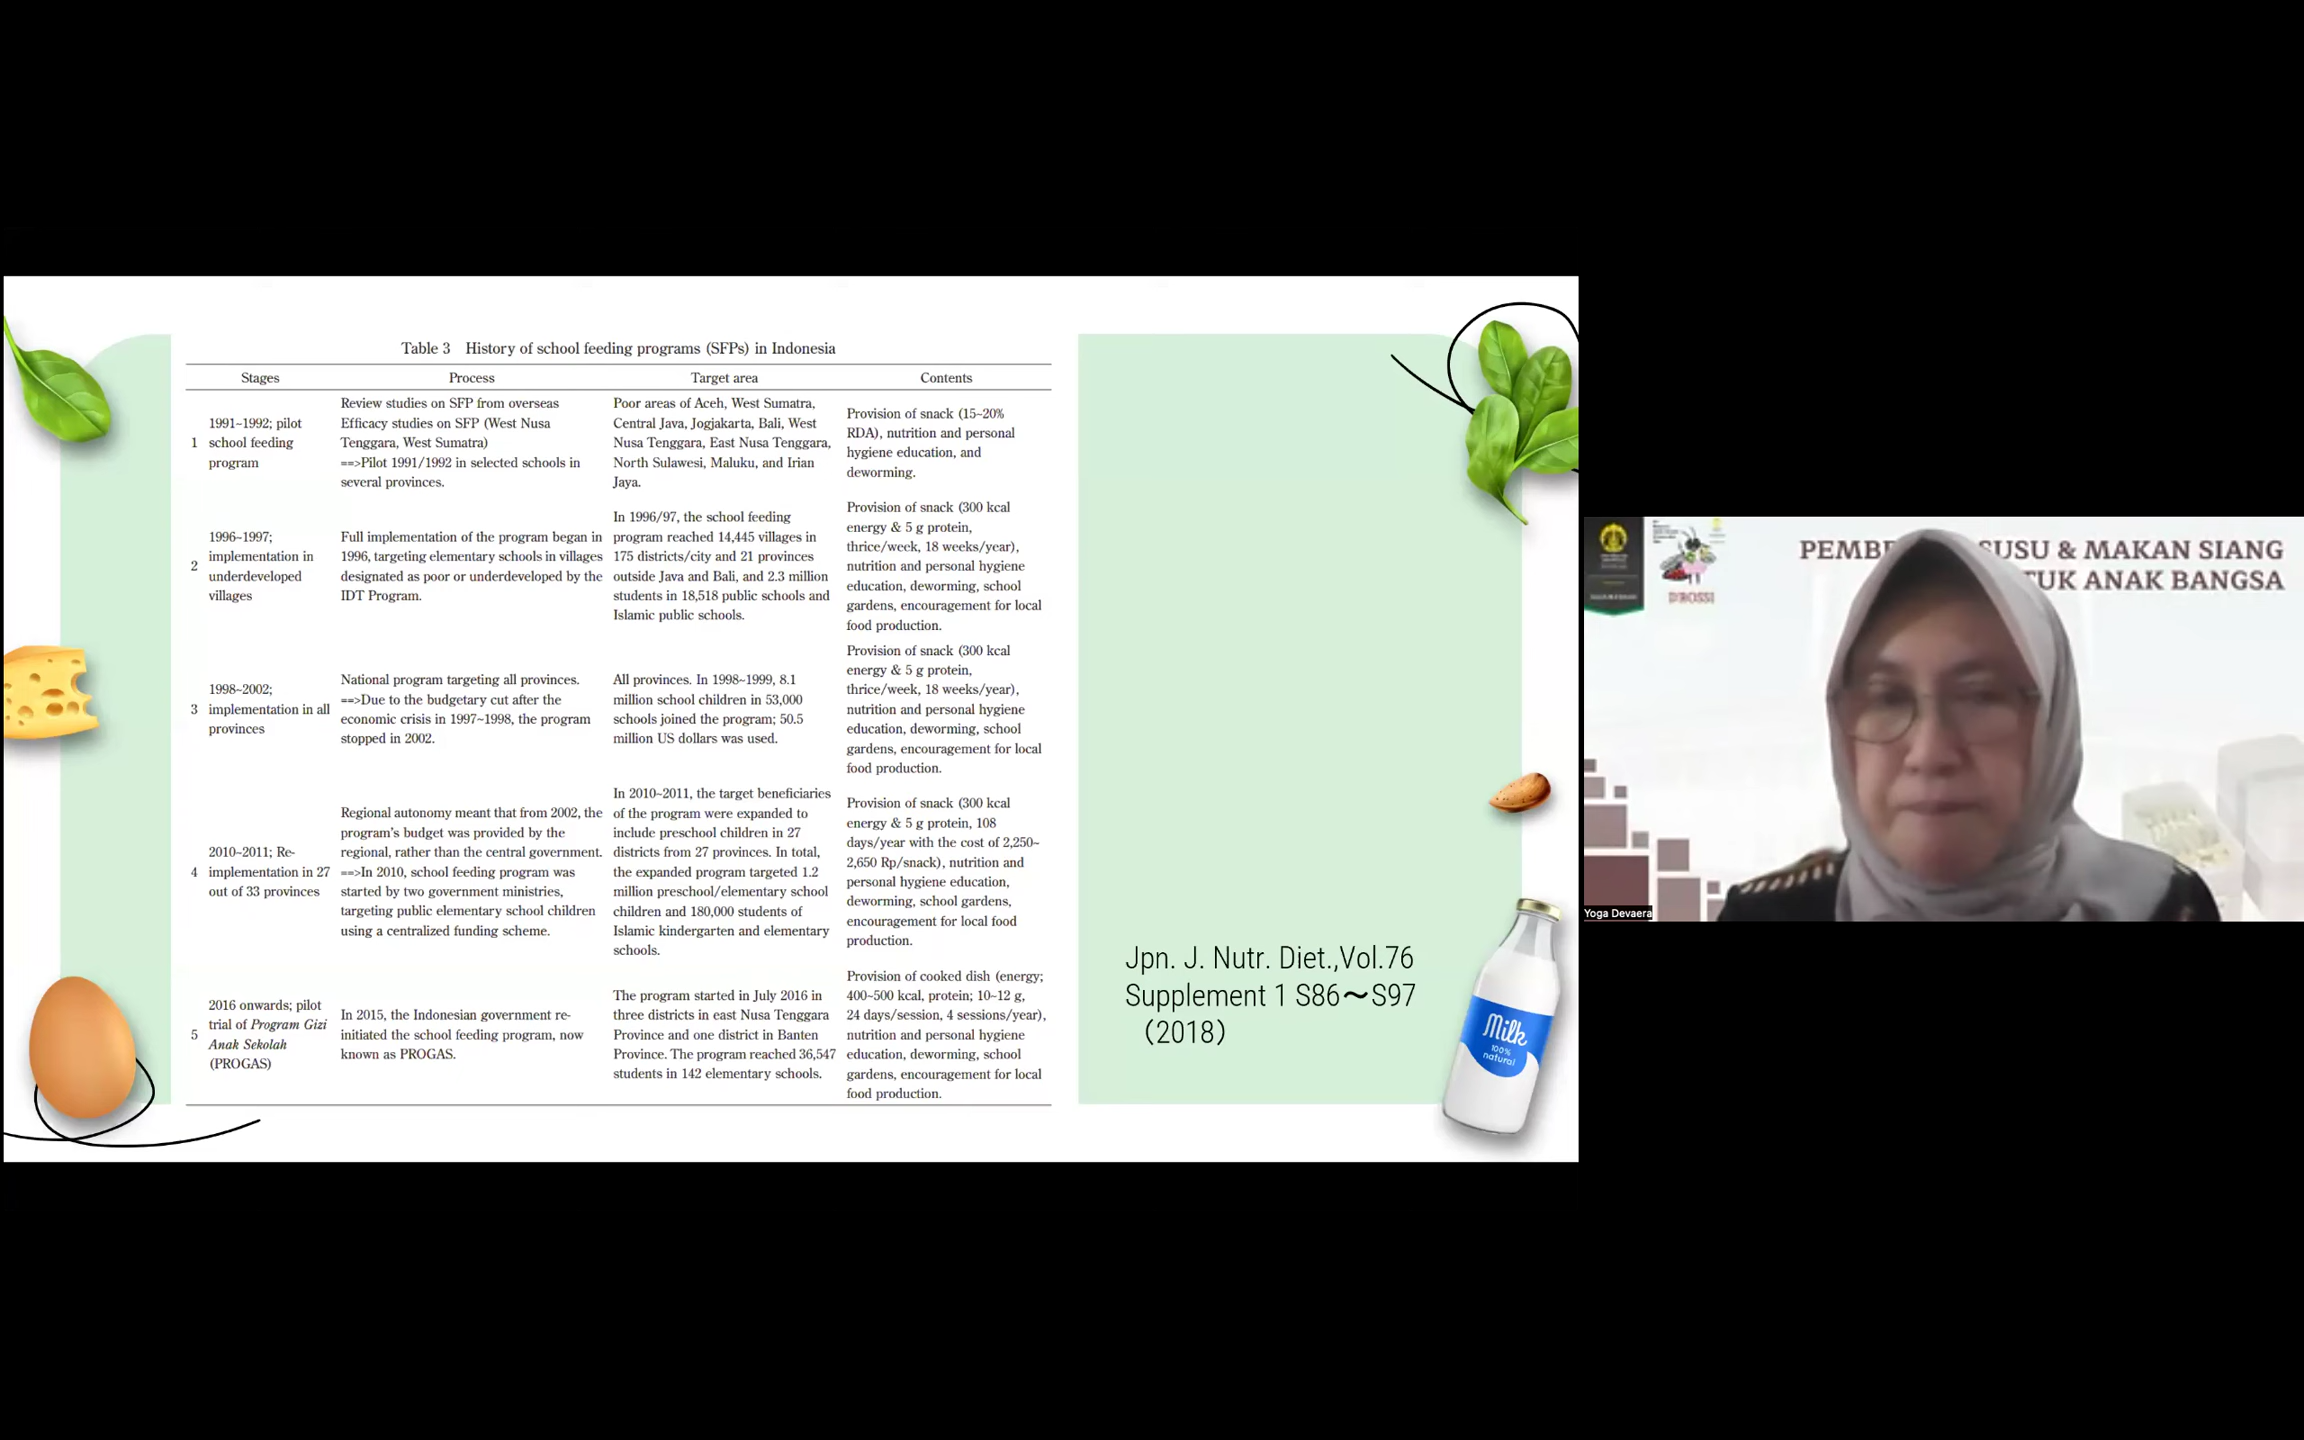 Table 3 History of school feeding programs (SFPs) in Indonesia
Stages Process Target area Contents
1
1991~1992; pilot
school feeding
program
Review studies on SFP from overseas
Efficacy studies on SFP (West Nusa
Tenggara, West Sumatra)
==>Pilot 1991/1992 in selected schools in
several provinces.
Poor areas of Aceh, West Sumatra,
Central Java, Jogjakarta, Bali, West
Nusa Tenggara, East Nusa Tenggara,
North Sulawesi, Maluku, and Irian
Jaya.
Provision of snack (15~20%
RDA), nutrition and personal
hygiene education, and
deworming.
2
1996~1997;
implementation in
underdeveloped
villages
Full implementation of the program began in
1996, targeting elementary schools in villages
designated as poor or underdeveloped by the
IDT Program.
In 1996/97, the school feeding
program reached 14,445 villages in
175 districts/city and 21 provinces
outside Java and Bali, and 2.3 million
students in 18,518 public schools and
Islamic public schools.
Provision of snack (300 kcal
energy & 5 g protein,
thrice/week, 18 weeks/year),
nutrition and personal hygiene
education, deworming, school
gardens, encouragement for local
food production.
3
1998~2002;
implementation in all
provinces
National program targeting all provinces.
==>Due to the budgetary cut after the
economic crisis in 1997~1998, the program
stopped in 2002.
All provinces. In 1998~1999, 8.1
million school children in 53,000
schools joined the program; 50.5
million US dollars was used.
Provision of snack (300 kcal
energy & 5 g protein,
thrice/week, 18 weeks/year),
nutrition and personal hygiene
education, deworming, school
gardens, encouragement for local
food production.
4
2010~2011; Re-
implementation in 27
out of 33 provinces
Regional autonomy meant that from 2002, the
program's budget was provided by the
regional, rather than the central government.
==>In 2010, school feeding program was
started by two government ministries,
targeting public elementary school children
using a centralized funding scheme.
In 2010~2011, the target beneficiaries
of the program were expanded to
include preschool children in 27
districts from 27 provinces. In total,
the expanded program targeted 1.2
million preschool/elementary school
children and 180,000 students of
Islamic kindergarten and elementary
schools.
Provision of snack (300 kcal
energy & 5 g protein, 108
days/year with the cost of 2,250~
2,650 Rp/snack), nutrition and
personal hygiene education,
deworming, school gardens,
encouragement for local food
production.
5
2016 onwards; pilot
trial of Program Gizi
Anak Sekolah
(PROGAS)
In 2015, the Indonesian government re-
initiated the school feeding program, now
known as PROGAS.
The program started in July 2016 in
three districts in east Nusa Tenggara
Province and one district in Banten
Province. The program reached 36,547
students in 142 elementary schools.
Provision of cooked dish (energy;
400~500 kcal, protein; 10~12 g,
24 days/session, 4 sessions/year),
nutrition and personal hygiene
education, deworming, school
gardens, encouragement for local
food production.
Jpn. J. Nutr. Diet.,Vol.76
Supplement 1 S86～S97
（2018）
Milk
100%
natural
SUSU & MAKAN SIANG
ANAK BANGSA
D'ROSSI
Yoga Devaera